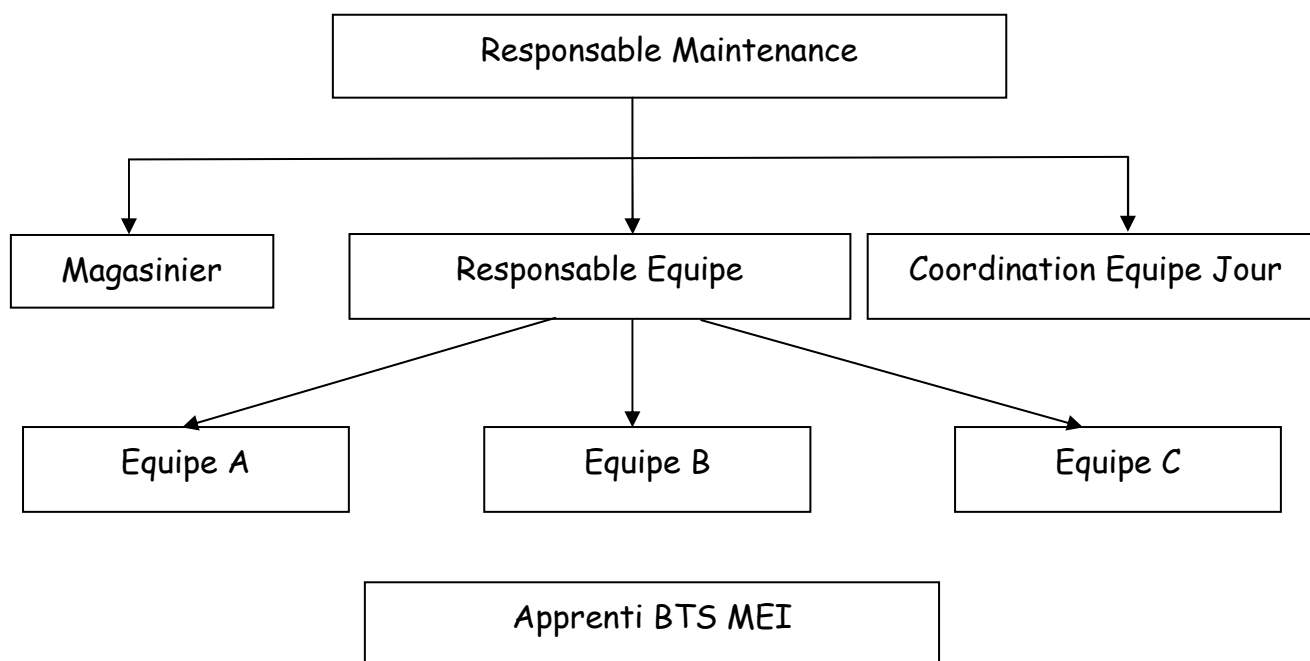 Responsable Maintenance
Magasinier
Responsable Equipe
Coordination Equipe Jour
Equipe A
Equipe B
Equipe C
Apprenti BTS MEI